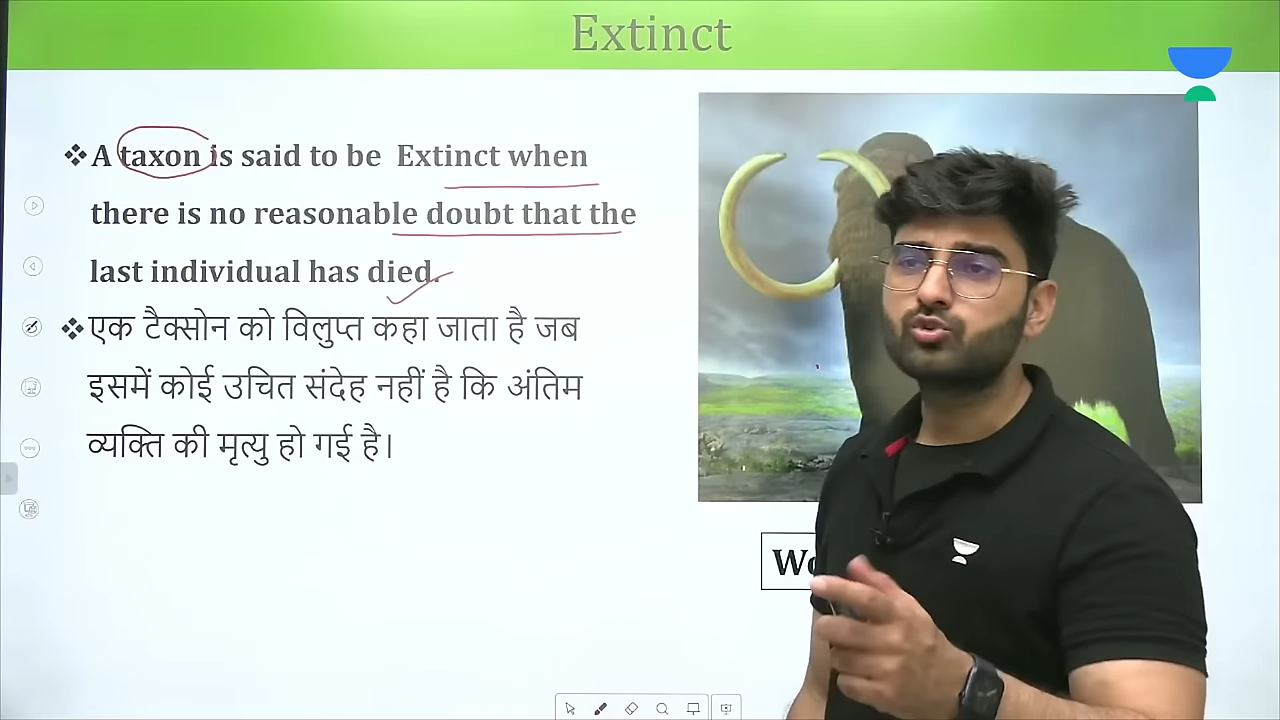 Extinct
❖ A taxon is said to be Extinct when
there is no reasonable doubt that the
last individual has died.
❖ एक टैक्सोन को विलुप्त कहा जाता है जब
इसमें कोई उचित संदेह नहीं है कि अंतिम
व्यक्ति की मृत्यु हो गई है।